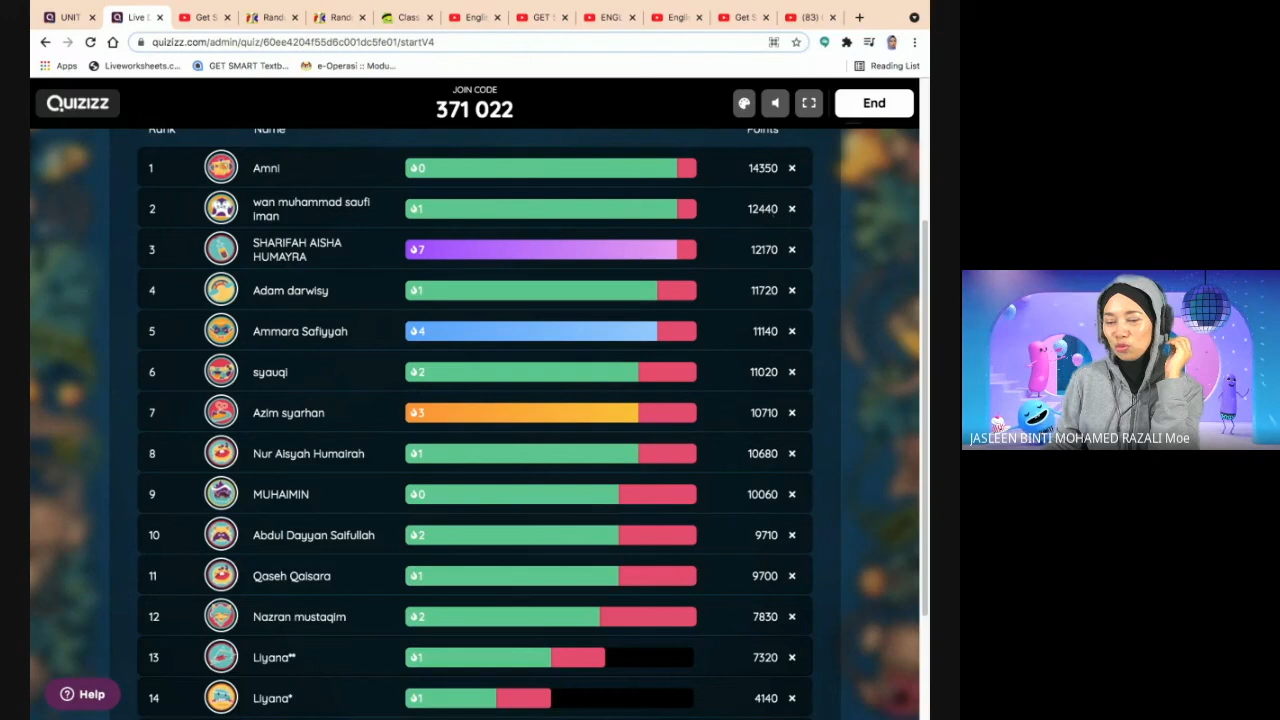 UNIT
Live L
Get S
Rand
Rand
Class
Englis
GET S
ENGL
Englis
Get S
(83) C
quizizz.com/admin/quiz/60ee4204f55d6c001dc5fe01/startV4
Apps
Liveworksheets.c...
GET SMART Textb...
e-Operasi :: Modu...
Reading List
QUIZIZZ
JOIN CODE
371 022
End
Rank
Name
Points
1 Amni 0 14350
2 wan muhammad saufi
iman 1 12440
3 SHARIFAH AISHA
HUMAYRA 7 12170
4 Adam darwisy 1 11720
5 Ammara Safiyyah 4 11140
6 syauqi 2 11020
7 Azim syarhan 3 10710
8 Nur Aisyah Humairah 1 10680
9 MUHAIMIN 0 10060
10 Abdul Dayyan Saifullah 2 9710
11 Qaseh Qaisara 1 9700
12 Nazran mustaqim 2 7830
13 Liyana** 1 7320
14 Liyana* 1 4140
Help
JASLEEN BINTI MOHAMED RAZALI Moe